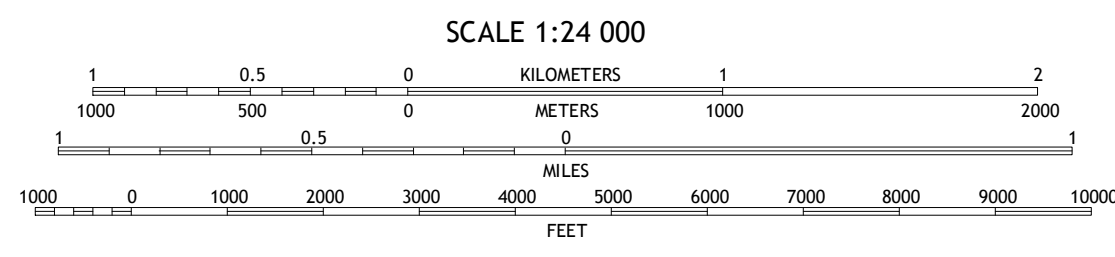 SCALE 1:24 000
1 0.5 0 KILOMETERS 1 2
1000 500 0 METERS 1000 2000
1 0.5 0 1
MILES
1000 0 1000 2000 3000 4000 5000 6000 7000 8000 9000 10000
FEET